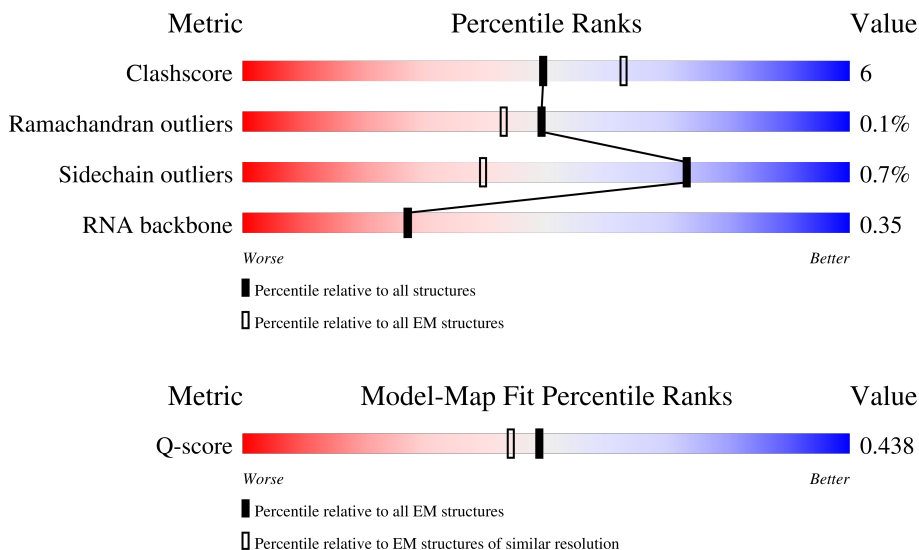 Metric Percentile Ranks Value
Clashscore 6
Ramachandran outliers 0.1%
Sidechain outliers 0.7%
RNA backbone 0.35
Worse Better
Percentile relative to all structures
Percentile relative to all EM structures
Metric Model-Map Fit Percentile Ranks Value
Q-score 0.438
Worse Better
Percentile relative to all EM structures
Percentile relative to EM structures of similar resolution